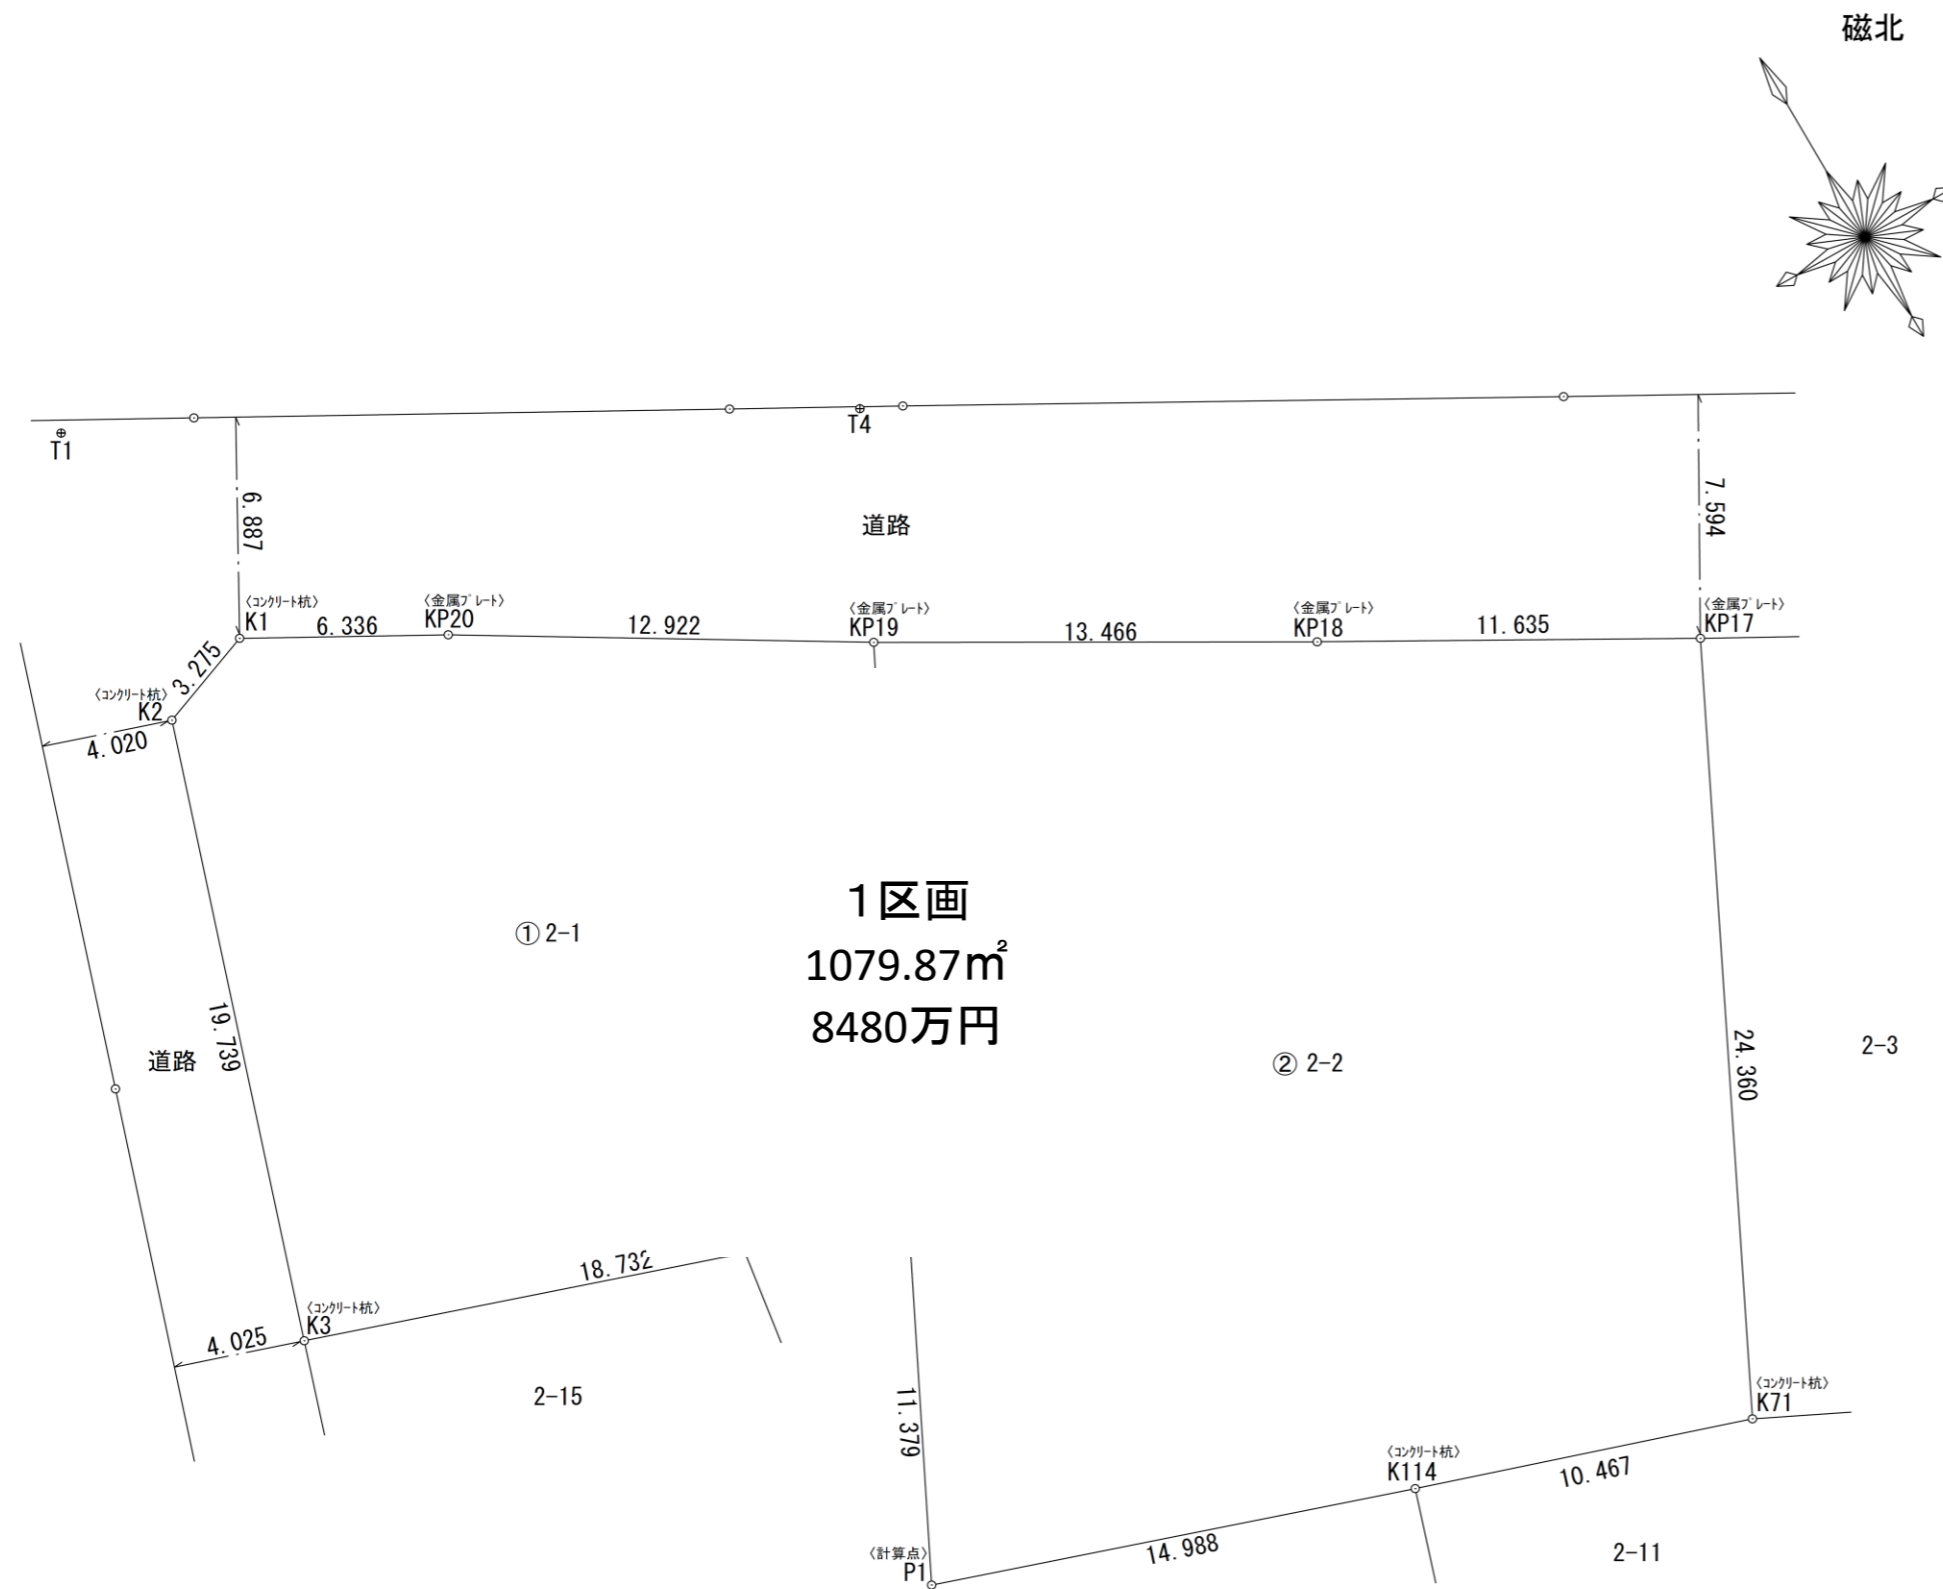 磁北
T1
T4
6.887
道路
7.594
〈コンクリート杭〉
K1
6.336
〈金属プレート〉
KP20
12.922
〈金属プレート〉
KP19
13.466
〈金属プレート〉
KP18
11.635
〈金属プレート〉
KP17
3.275
〈コンクリート杭〉
K2
4.020
1区画
1079.87㎡
8480万円
① 2-1
② 2-2
2-3
道路
19.739
24.360
18.732
〈コンクリート杭〉
K3
4.025
2-15
11.379
〈コンクリート杭〉
K71
〈コンクリート杭〉
K114
10.467
14.988
〈計算点〉
P1
2-11